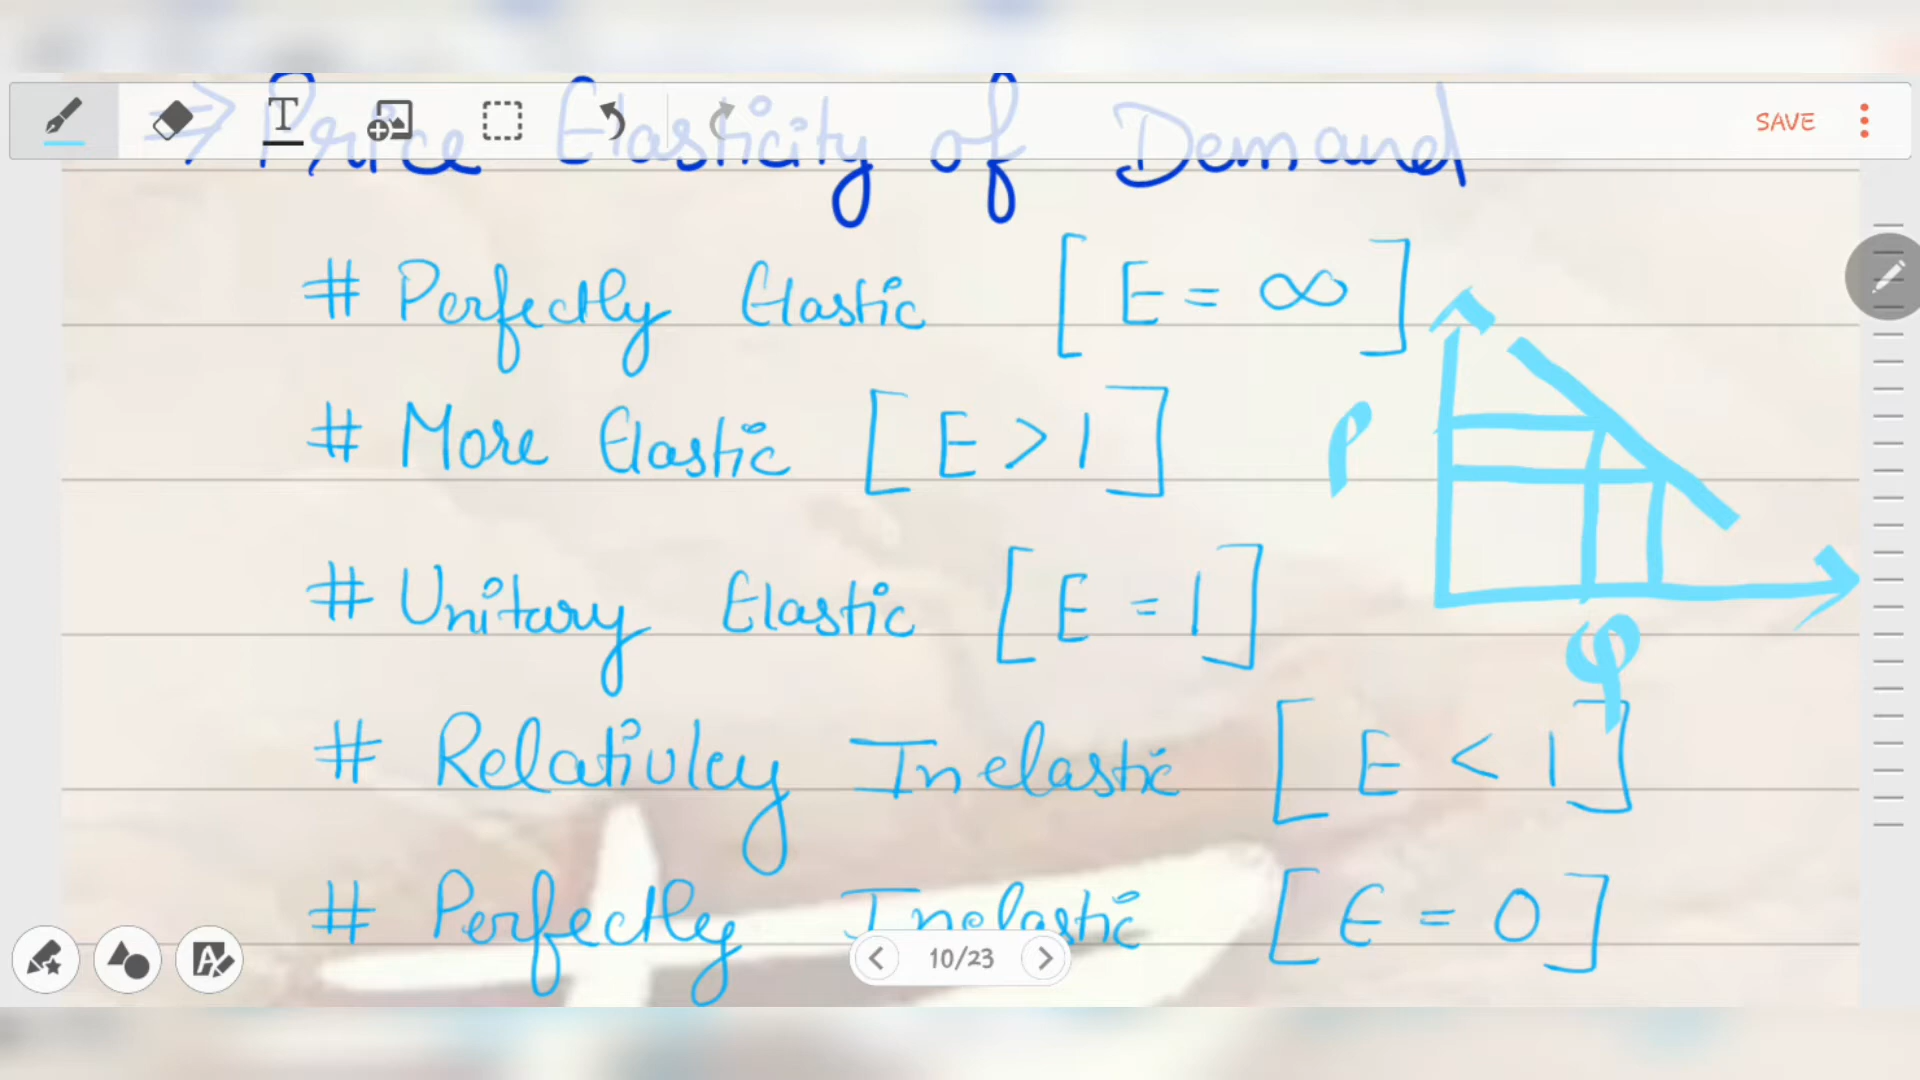 T
SAVE
⇒ Price Elasticity of Demand
# Perfectly Elastic [E = ∞]
# More Elastic [E > 1]
P
# Unitary Elastic [E = 1]
φ
# Relativley Inelastic [E < 1]
# Perfectly Inelastic [E = 0]
A
10/23